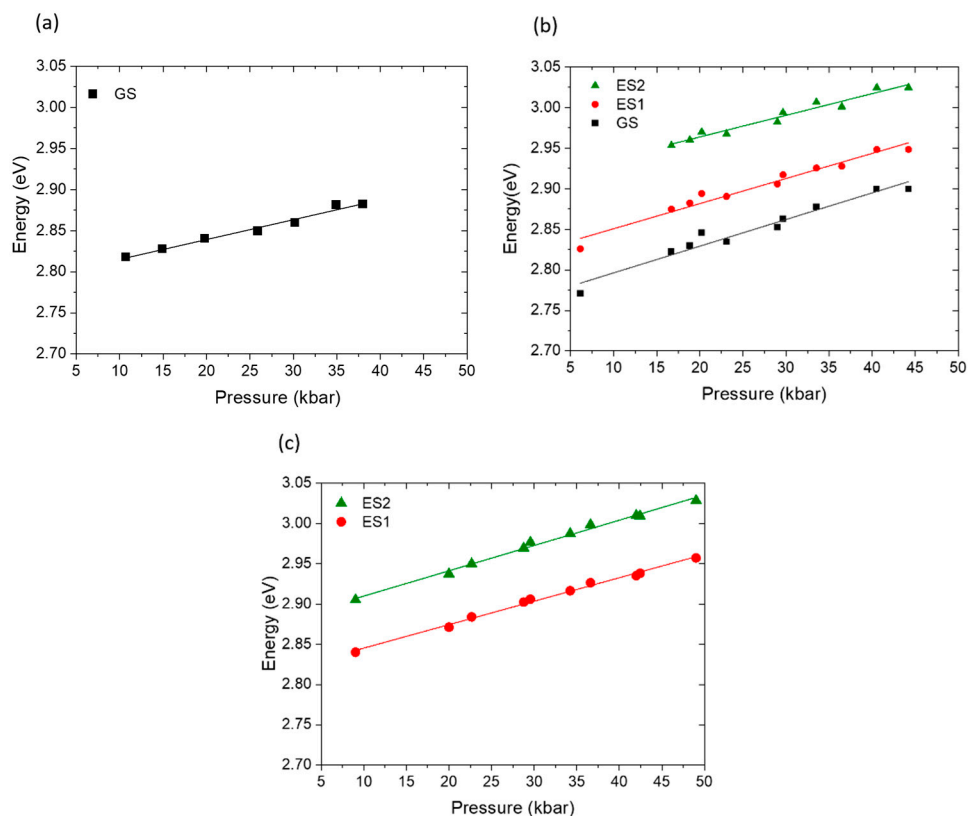 (a)
3.05
3.00
2.95
2.90
2.85
2.80
2.75
2.70
Energy (eV)
GS
5 10 15 20 25 30 35 40 45 50
Pressure (kbar)
(b)
3.05
3.00
2.95
2.90
2.85
2.80
2.75
2.70
Energy(eV)
ES2
ES1
GS
5 10 15 20 25 30 35 40 45 50
Pressure (kbar)
(c)
3.05
3.00
2.95
2.90
2.85
2.80
2.75
2.70
Energy (eV)
ES2
ES1
5 10 15 20 25 30 35 40 45 50
Pressure (kbar)